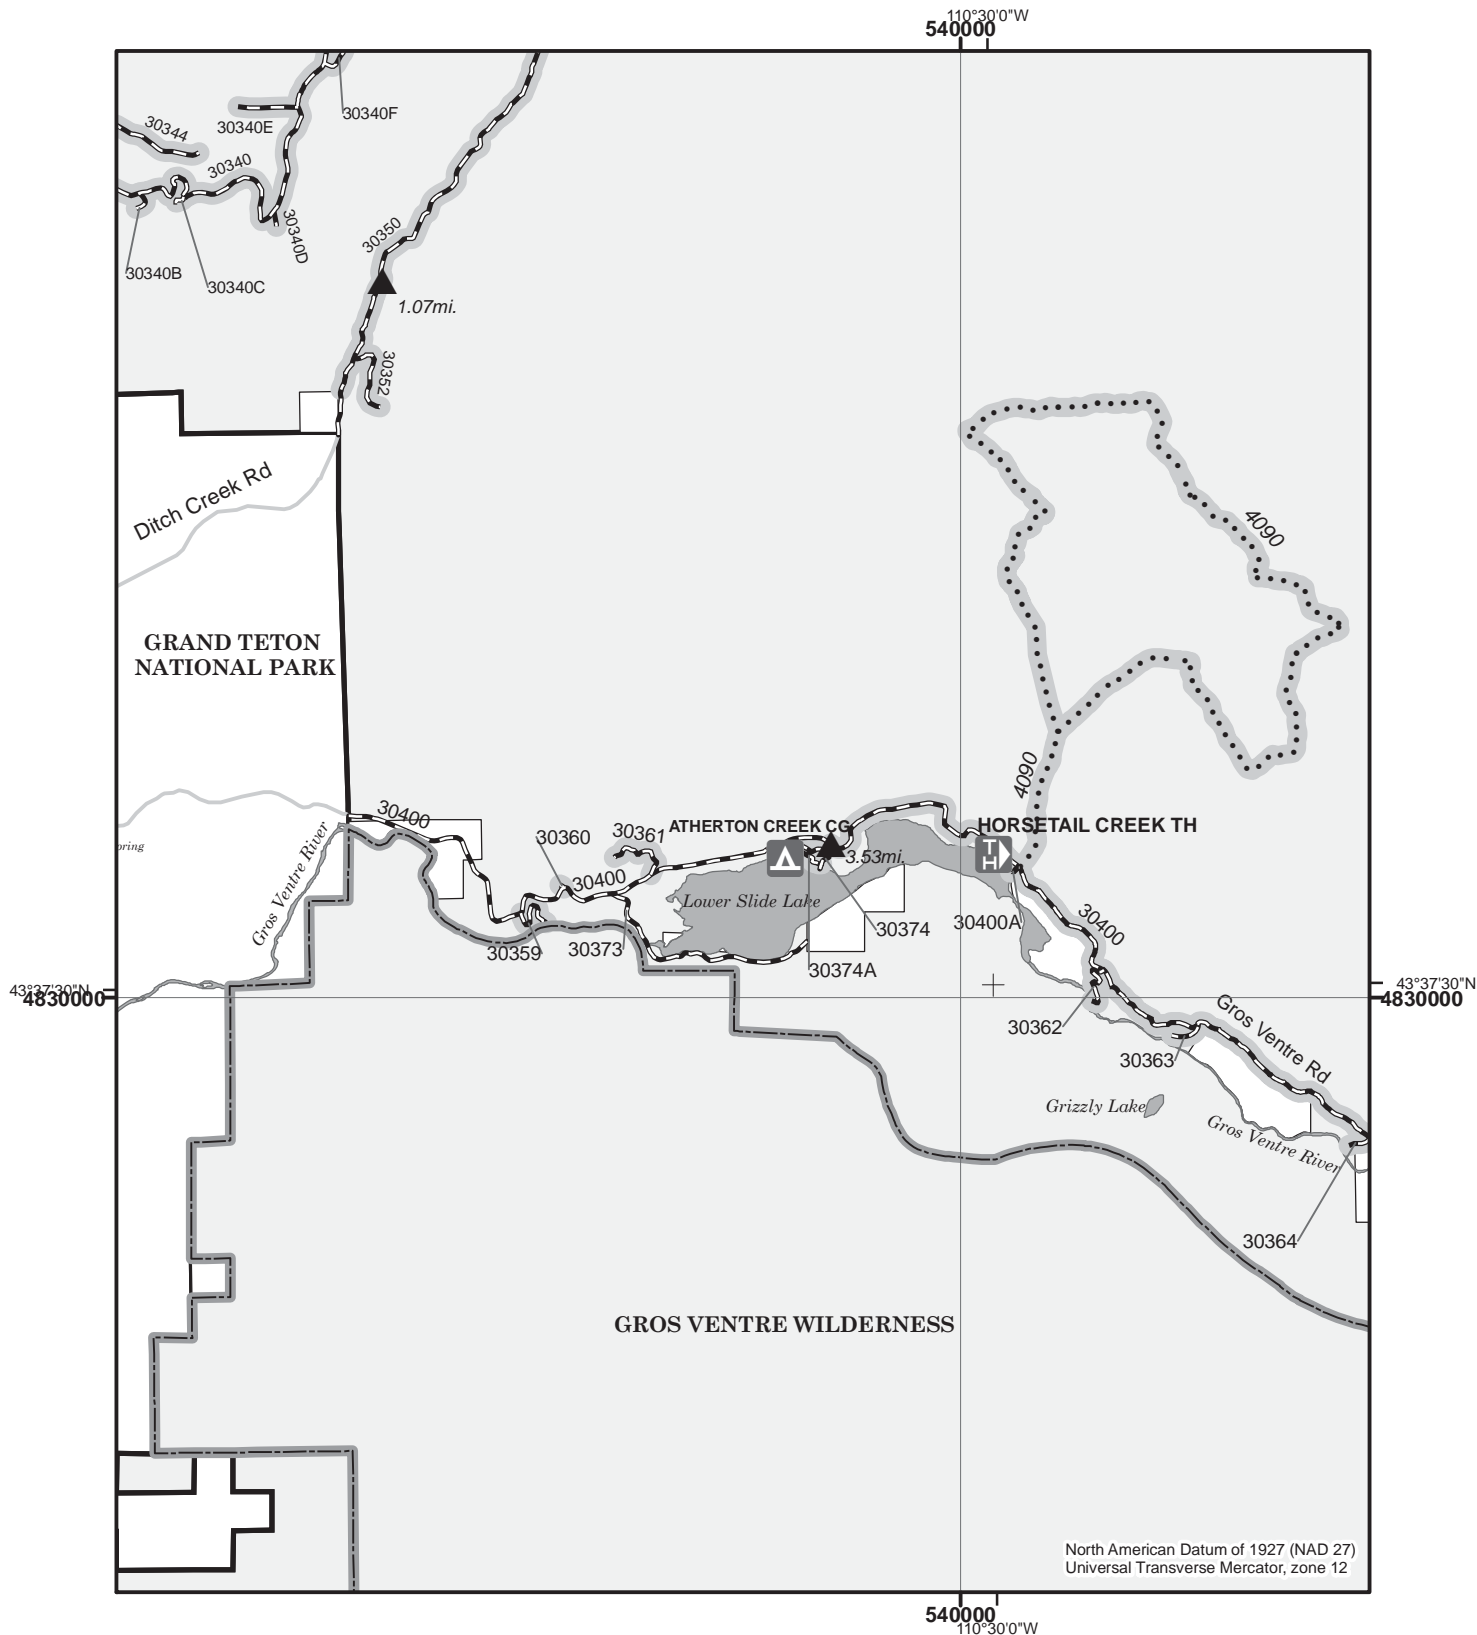 110°30'0"W
540000
30340F
30340E
30344
30340
30340D
30350
30340B
30340C
1.07mi.
30352
Ditch Creek Rd
4090
GRAND TETON
NATIONAL PARK
4090
30400
ATHERTON CREEK CG
HORSETAIL CREEK TH
30360
30361
oring
T
H
3.53mi.
Gros Ventre River
30400
Lower Slide Lake
30400A
30400
30374
30359
30373
30374A
43°37'30"N
4830000
43°37'30"N
4830000
30362
Gros Ventre Rd
30363
Grizzly Lake
Gros Ventre River
30364
GROS VENTRE WILDERNESS
North American Datum of 1927 (NAD 27)
Universal Transverse Mercator, zone 12
540000
110°30'0"W